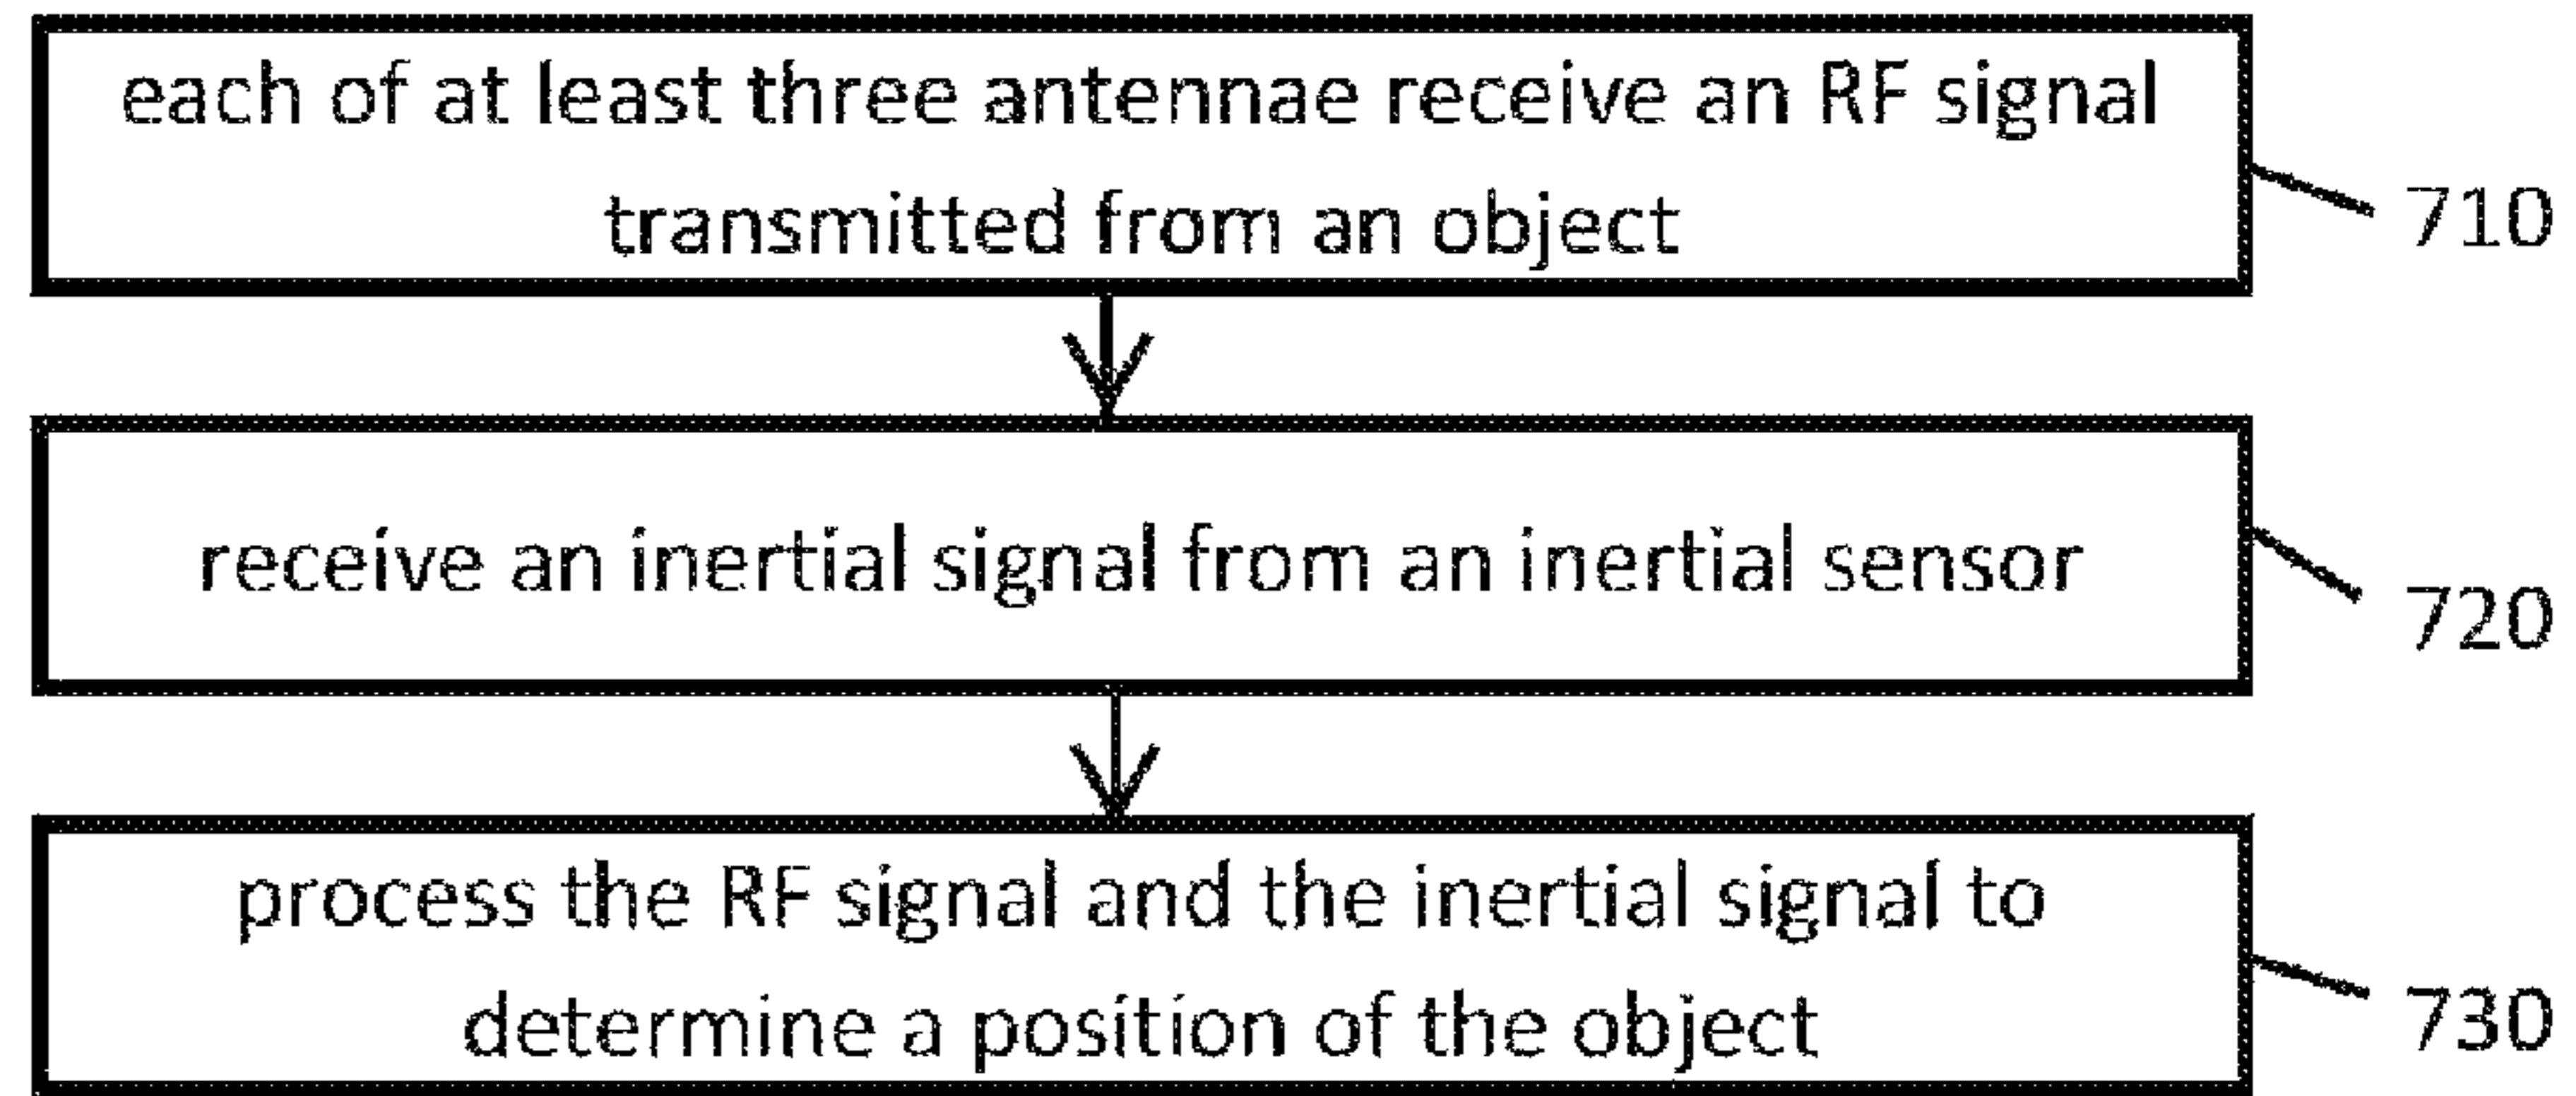 each of at least three antennae receive an RF signal
transmitted from an object
710
receive an inertial signal from an inertial sensor
720
process the RF signal and the inertial signal to
determine a position of the object
730